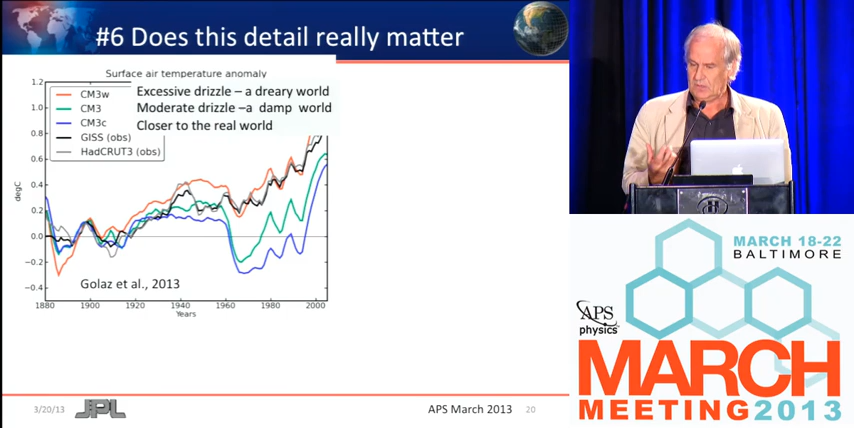 #6 Does this detail really matter
Surface air temperature anomaly
CM3w
Excessive drizzle – a dreary world
CM3
Moderate drizzle –a damp world
CM3c
Closer to the real world
GISS (obs)
HadCRUT3 (obs)
degC
1.2
1.0
0.8
0.6
0.4
0.2
0.0
−0.2
−0.4
Golaz et al., 2013
1880 1900 1920 1940 1960 1980 2000
Years
3/20/13
JPL
APS March 2013 20
MARCH 18-22
BALTIMORE
APS
physics
MARCH
MEETING2013